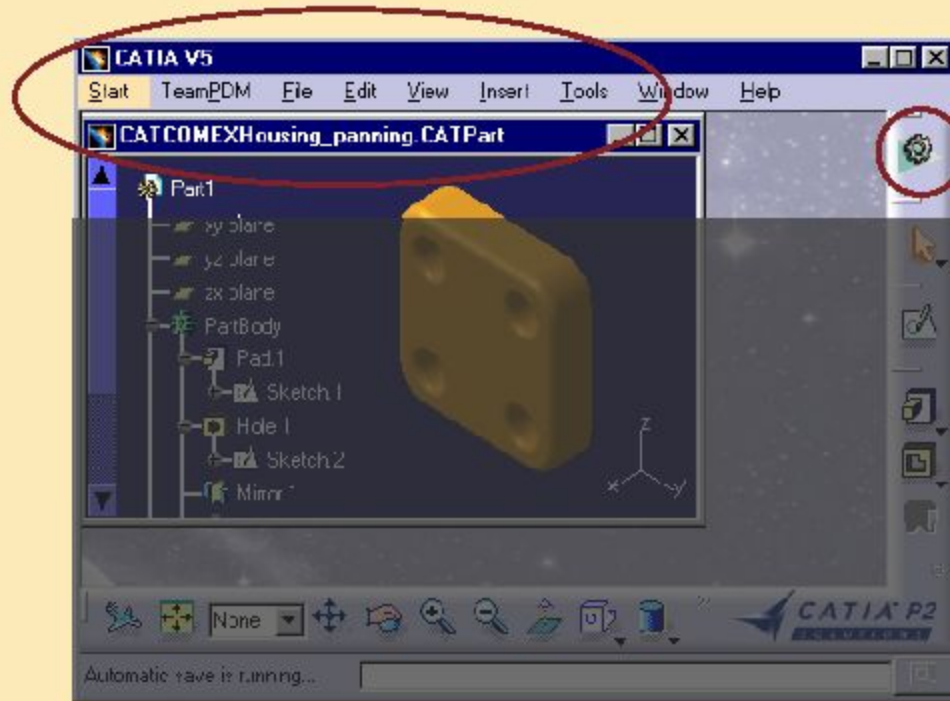 CATIA V5
Start TeamPDM File Edit View Insert Tools Window Help
CATCOMEXHousing_panning.CATPart
Part1
xy plane
yz plane
zx plane
PartBody
Pad.1
Sketch.1
Hole.1
Sketch.2
Mirror.1
z
x y
None
CATIA P2
SOLUTIONS
Automatic save is running...